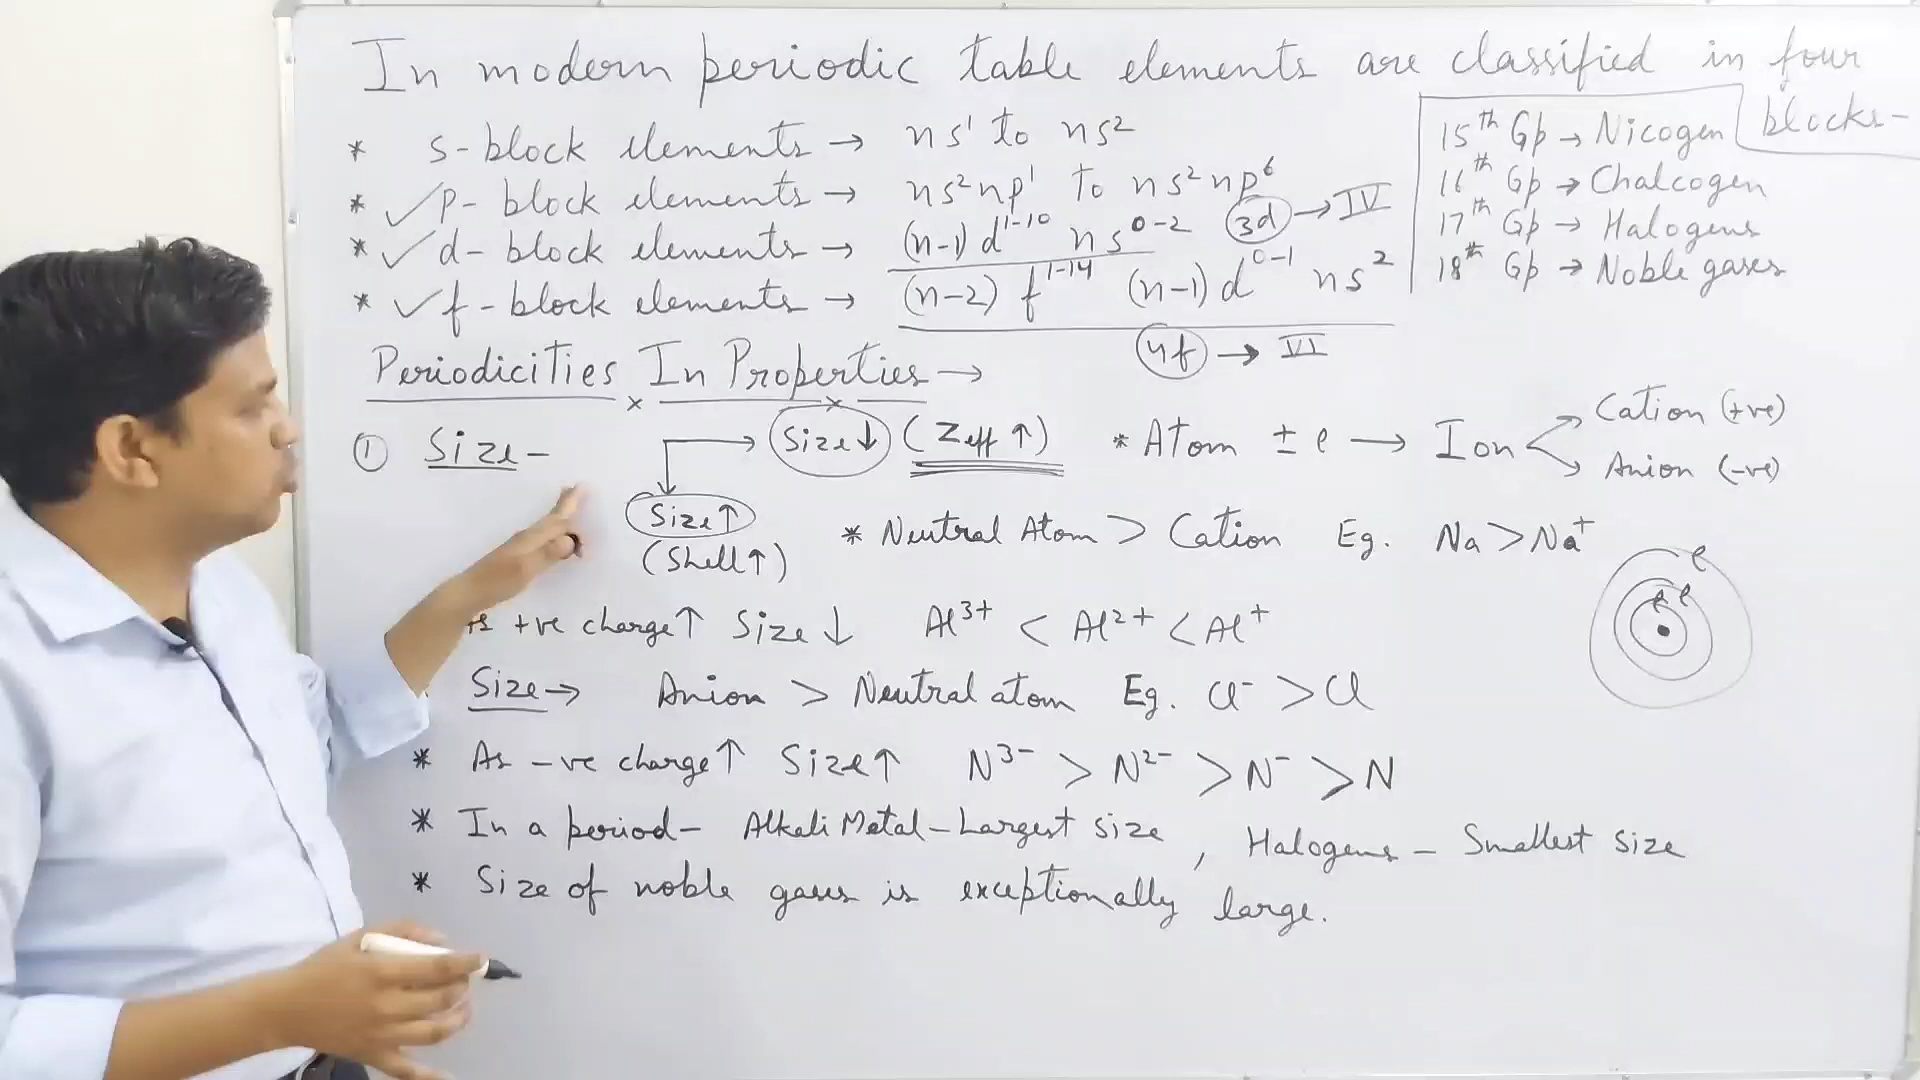 In modern periodic table elements are classified in four blocks-
* s-block elements → ns¹ to ns²
* ✓p- block elements → ns²np¹ to ns²np⁶
* ✓d- block elements → (n-1)d¹⁻¹⁰ ns⁰⁻² 3d → IV
* ✓f-block elements → (n-2)f¹⁻¹⁴ (n-1)d⁰⁻¹ ns²
4f → VI
15th Gp → Nicogen
16th Gp → Chalcogen
17th Gp → Halogens
18th Gp → Noble gases
Periodicities In Properties →
① Size- Size↓ (Zeff ↑)
Size↑
(Shell↑)
* Atom ± e → Ion
Cation (+ve)
Anion (-ve)
* Neutral Atom > Cation Eg. Na > Na⁺
e
e e
As +ve charge↑ Size↓ Al³⁺ < Al²⁺ < Al⁺
Size → Anion > Neutral atom Eg. Cl⁻ > Cl
* As -ve charge↑ Size↑ N³⁻ > N²⁻ > N⁻ > N
* In a period- Alkali Metal-Largest size, Halogens - Smallest size
* Size of noble gases is exceptionally large.